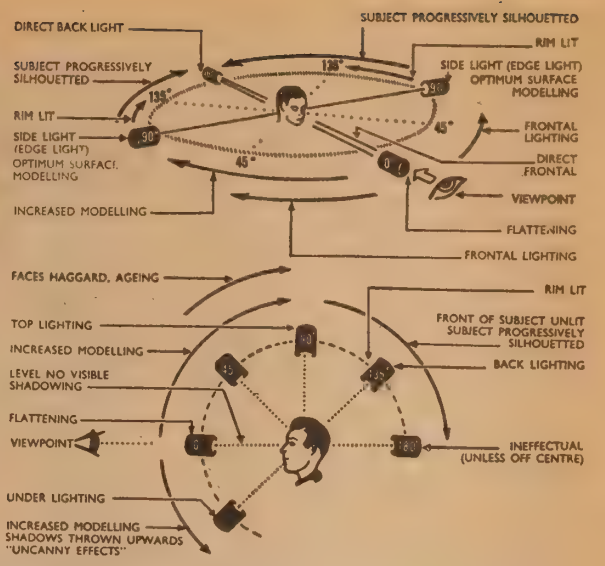 SUBJECT PROGRESSIVELY SILHOUETTED
DIRECT BACK LIGHT
RIM LIT
SUBJECT PROGRESSIVELY
SILHOUETTED
SIDE LIGHT (EDGE LIGHT)
OPTIMUM SURFACE
MODELLING
135°
135°
90°
RIM LIT
SIDE LIGHT
(EDGE LIGHT)
OPTIMUM SURFACE
MODELLING
90°
45°
FRONTAL
LIGHTING
45°
0
DIRECT
FRONTAL
VIEWPOINT
INCREASED MODELLING
FLATTENING
FRONTAL LIGHTING
FACES HAGGARD, AGEING
RIM LIT
TOP LIGHTING
FRONT OF SUBJECT UNLIT
SUBJECT PROGRESSIVELY
SILHOUETTED
90
INCREASED MODELLING
BACK LIGHTING
45
135°
LEVEL NO VISIBLE
SHADOWING
FLATTENING
VIEWPOINT
0
180°
INEFFECTUAL
(UNLESS OFF CENTRE)
UNDER LIGHTING
INCREASED MODELLING
SHADOWS THROWN UPWARDS
"UNCANNY EFFECTS"